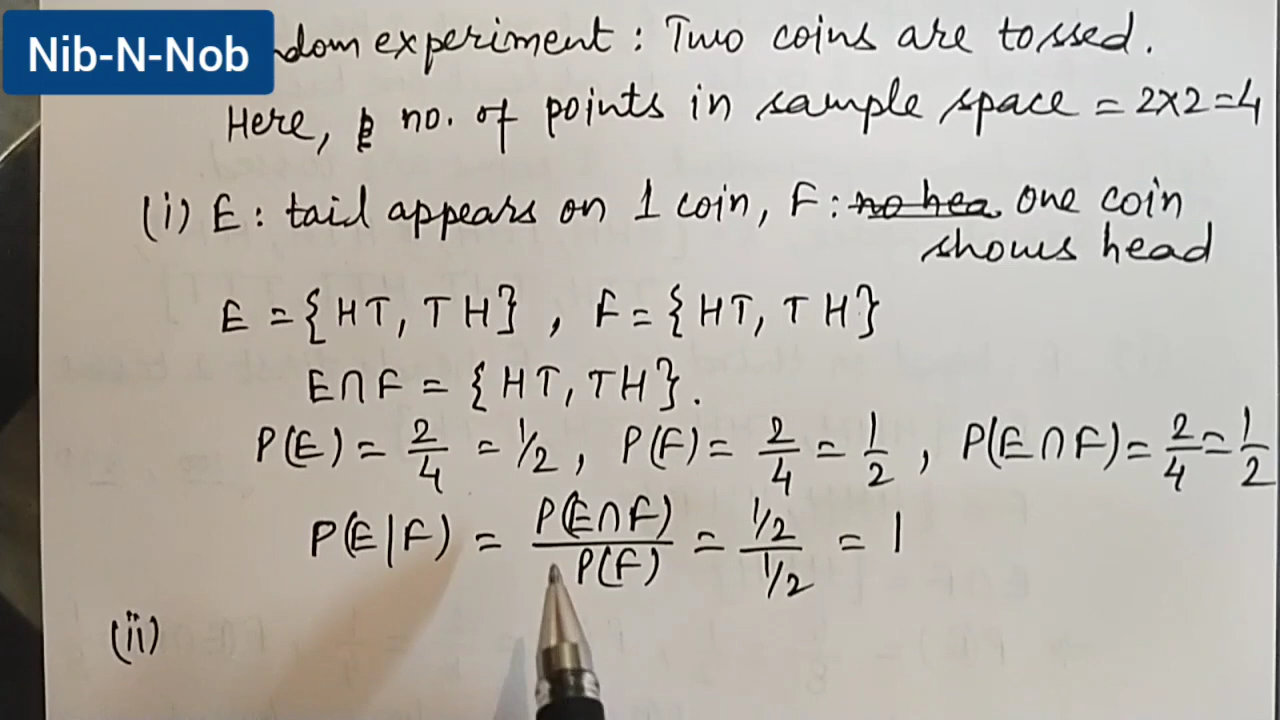 Nib-N-Nob
dom experiment : Two coins are tossed.
Here, no. of points in sample space = 2x2=4
(i) E : tail appears on 1 coin, F : no hea one coin
shows head
E = {HT, TH} , F = {HT, TH}
E∩F = {HT, TH}.
P(E) = 2/4 = 1/2 , P(F) = 2/4 = 1/2 , P(E∩F) = 2/4 = 1/2
P(E|F) = P(E∩F)/P(F) = 1/2 / 1/2 = 1
(ii)